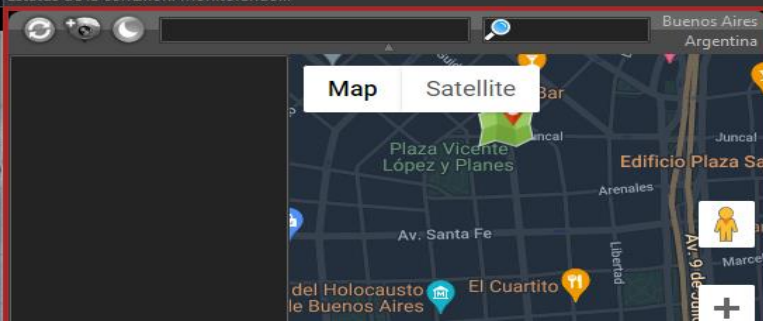 Buenos Aires
Argentina
Map
Satellite
Bar
Juncal
Plaza Vicente
López y Planes
Edificio Plaza Sa
Arenales
Av. Santa Fe
Libertad
Av. 9 de Ju
Marce
El Cuartito
del Holocausto
de Buenos Aires